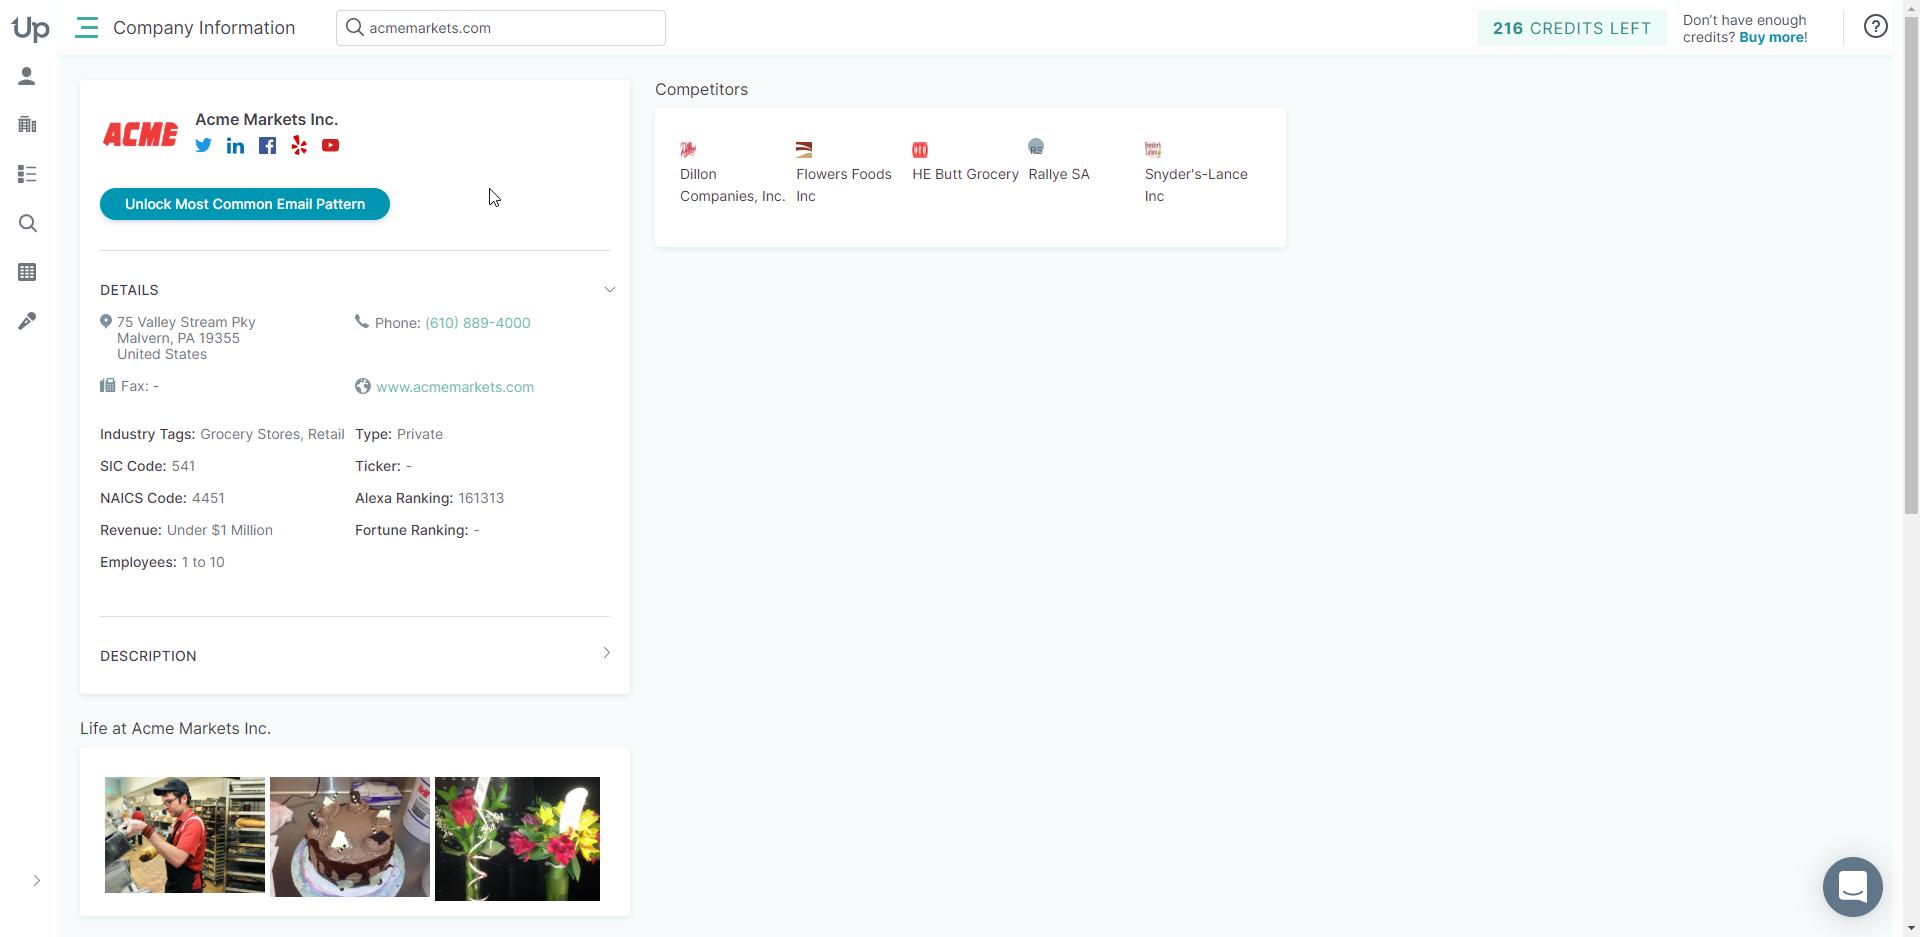 Up
Company Information
acmemarkets.com
216 CREDITS LEFT
Don't have enough
credits? Buy more!
?
ACME
Acme Markets Inc.
Unlock Most Common Email Pattern
DETAILS
75 Valley Stream Pky
Malvern, PA 19355
United States
Phone: (610) 889-4000
Fax: -
www.acmemarkets.com
Industry Tags: Grocery Stores, Retail
Type: Private
SIC Code: 541
Ticker: -
NAICS Code: 4451
Alexa Ranking: 161313
Revenue: Under $1 Million
Fortune Ranking: -
Employees: 1 to 10
DESCRIPTION
Life at Acme Markets Inc.
Competitors
Dillon
Companies, Inc.
Flowers Foods
Inc
HE Butt Grocery
RS
Rallye SA
Snyder's-Lance
Inc